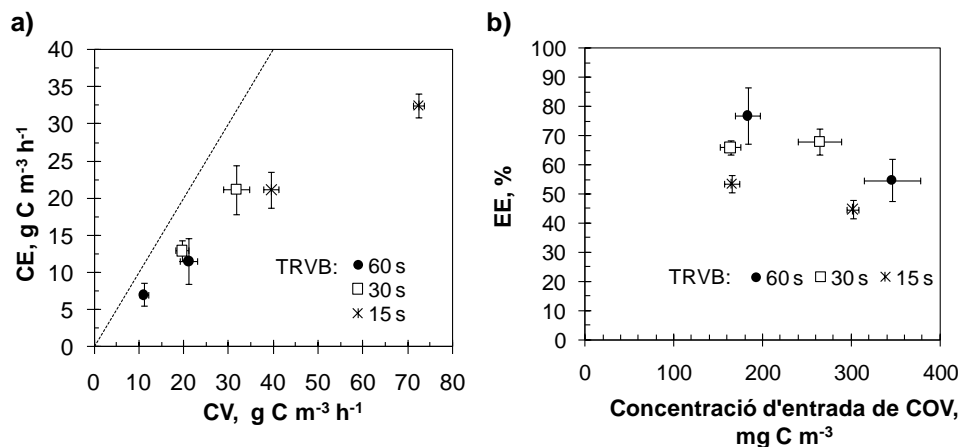 a)
CE, g C m⁻³ h⁻¹
40
35
30
25
20
15
10
5
0
TRVB: 60 s
30 s
15 s
0 10 20 30 40 50 60 70 80
CV, g C m⁻³ h⁻¹
b)
EE, %
100
90
80
70
60
50
40
30
20
10
0
TRVB: 60 s 30 s 15 s
0 100 200 300 400
Concentració d'entrada de COV,
mg C m⁻³